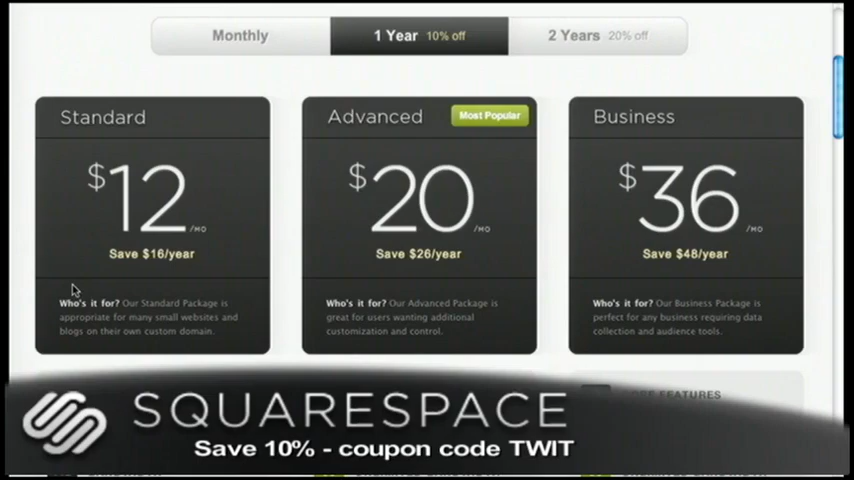 Monthly
1 Year 10% off
2 Years 20% off
Standard
Advanced
Most Popular
Business
$12 /MO
$20 /MO
$36 /MO
Save $16/year
Save $26/year
Save $48/year
Who's it for? Our Standard Package is
appropriate for many small websites and
blogs on their own custom domain.
Who's it for? Our Advanced Package is
great for users wanting additional
customization and control.
Who's it for? Our Business Package is
perfect for any business requiring data
collection and audience tools.
FEATURES
SQUARESPACE
Save 10% - coupon code TWIT